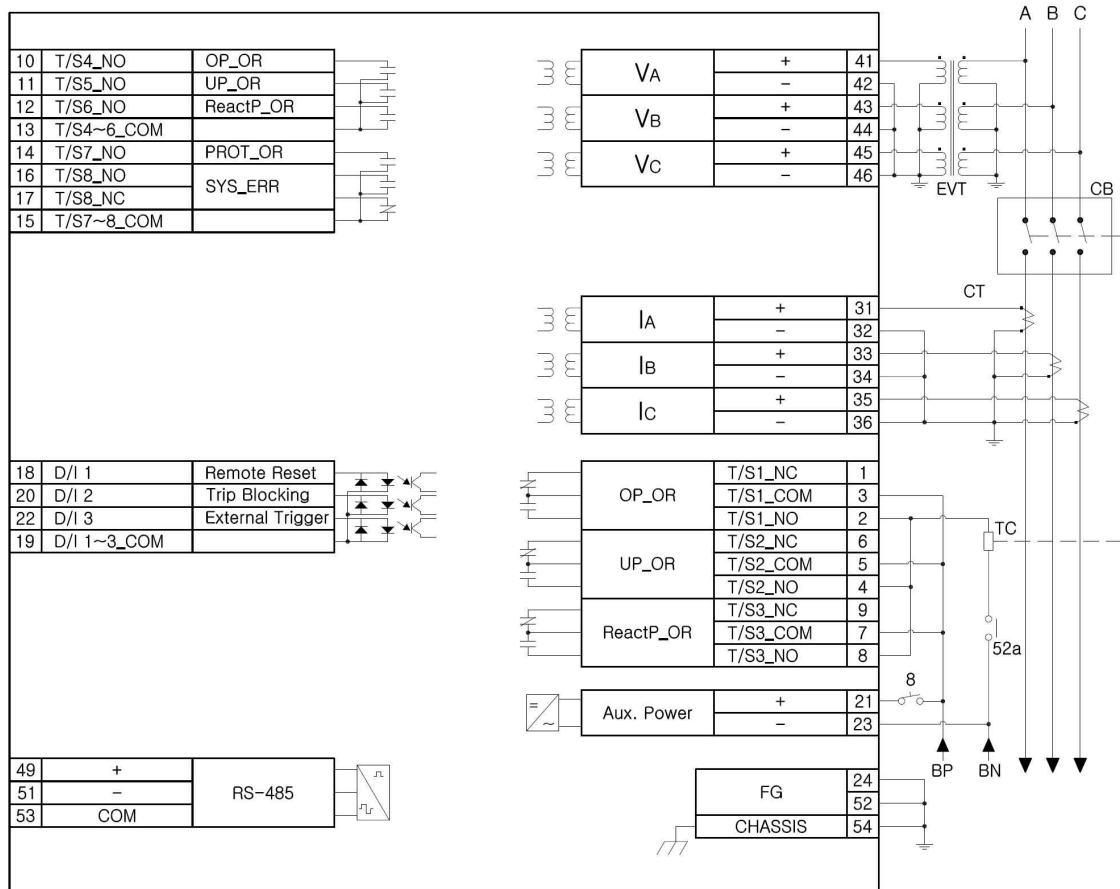 A B C
10 T/S4_NO OP_OR
11 T/S5_NO UP_OR
12 T/S6_NO ReactP_OR
13 T/S4~6_COM
14 T/S7_NO PROT_OR
16 T/S8_NO SYS_ERR
17 T/S8_NC
15 T/S7~8_COM
VA + 41
− 42
VB + 43
− 44
VC + 45
− 46
EVT
CB
CT
IA + 31
− 32
IB + 33
− 34
IC + 35
− 36
18 D/I 1 Remote Reset
20 D/I 2 Trip Blocking
22 D/I 3 External Trigger
19 D/I 1~3_COM
OP_OR T/S1_NC 1
T/S1_COM 3
T/S1_NO 2
UP_OR T/S2_NC 6
T/S2_COM 5
T/S2_NO 4
ReactP_OR T/S3_NC 9
T/S3_COM 7
T/S3_NO 8
TC
52a
8
Aux. Power + 21
− 23
BP BN
49 +
51 − RS-485
53 COM
FG 24
52
CHASSIS 54